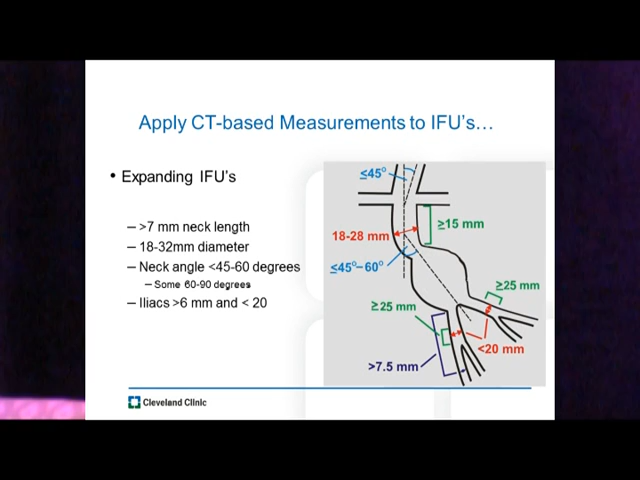 Apply CT-based Measurements to IFU's…
• Expanding IFU's
– >7 mm neck length
– 18-32mm diameter
– Neck angle <45-60 degrees
– Some 60-90 degrees
– Iliacs >6 mm and < 20
≤45°
≥15 mm
18-28 mm
≤45°–60°
≥25 mm
≥25 mm
<20 mm
>7.5 mm
Cleveland Clinic